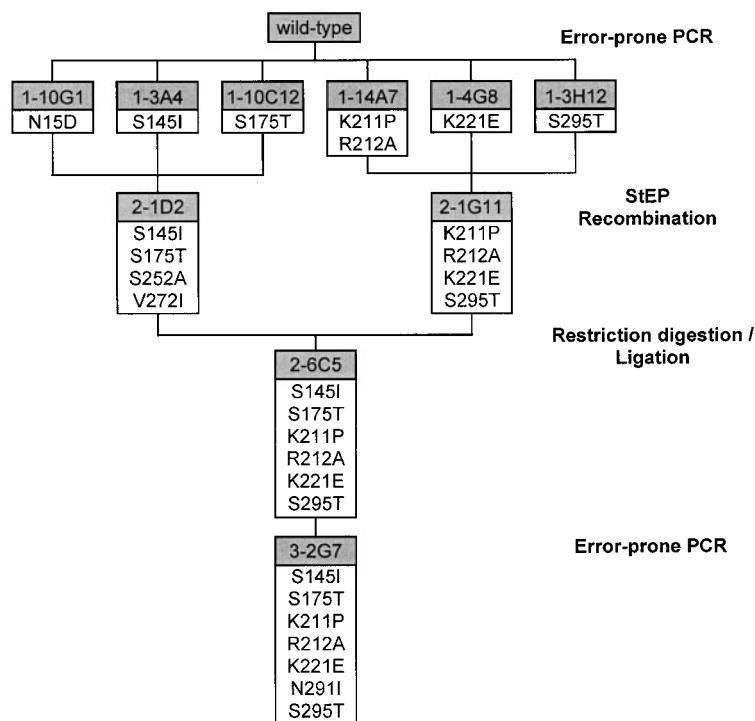 wild-type
Error-prone PCR
1-10G1
N15D
1-3A4
S145I
1-10C12
S175T
1-14A7
K211P
R212A
1-4G8
K221E
1-3H12
S295T
StEP
Recombination
2-1D2
S145I
S175T
S252A
V272I
2-1G11
K211P
R212A
K221E
S295T
Restriction digestion /
Ligation
2-6C5
S145I
S175T
K211P
R212A
K221E
S295T
Error-prone PCR
3-2G7
S145I
S175T
K211P
R212A
K221E
N291I
S295T